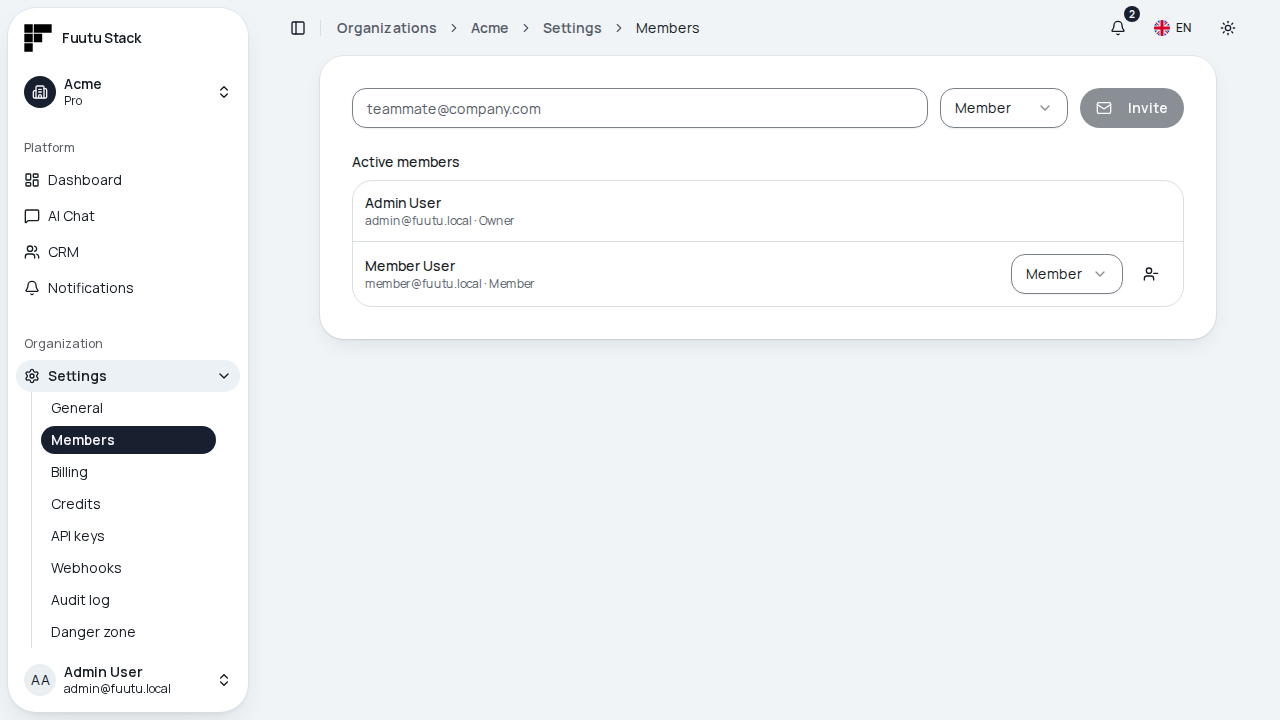 Fuutu Stack
Acme
Pro
Platform
Dashboard
AI Chat
CRM
Notifications
Organization
Settings
General
Members
Billing
Credits
API keys
Webhooks
Audit log
Danger zone
AA
Admin User
admin@fuutu.local
Organizations > Acme > Settings > Members
2
EN
teammate@company.com
Member
Invite
Active members
Admin User
admin@fuutu.local · Owner
Member User
member@fuutu.local · Member
Member